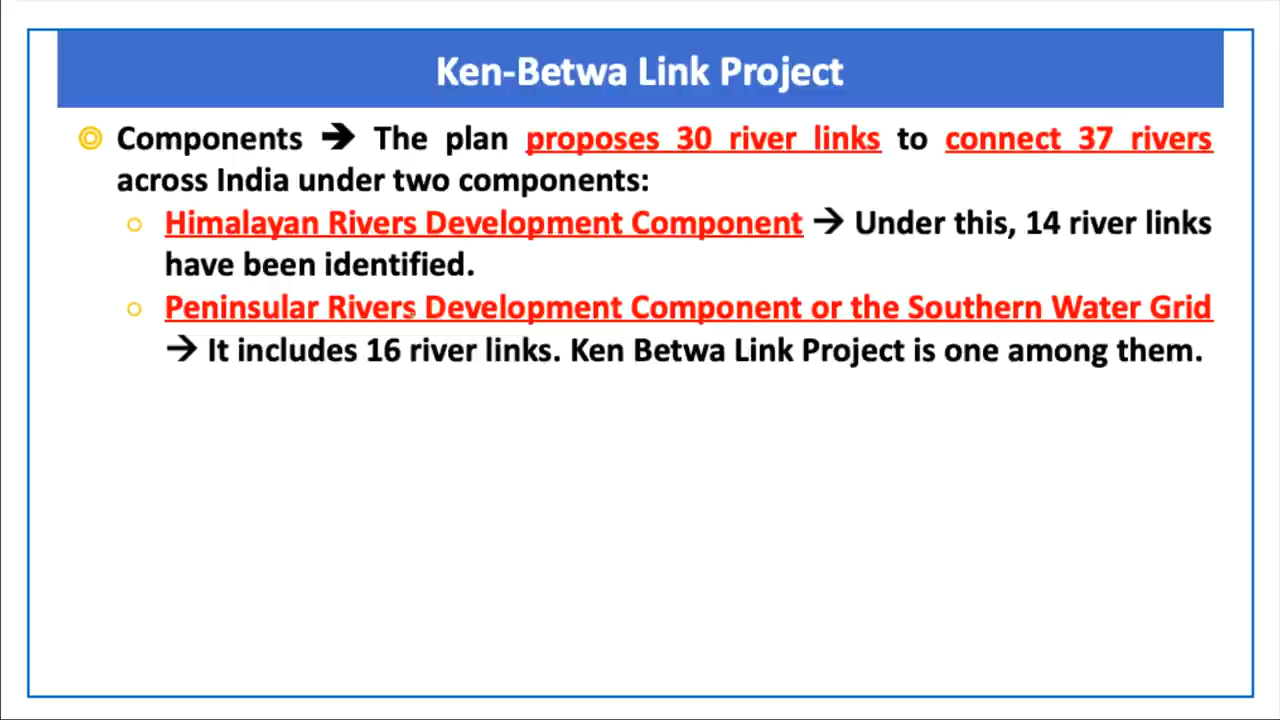 Ken-Betwa Link Project
Components ➔ The plan proposes 30 river links to connect 37 rivers
across India under two components:
Himalayan Rivers Development Component → Under this, 14 river links
have been identified.
Peninsular Rivers Development Component or the Southern Water Grid
→ It includes 16 river links. Ken Betwa Link Project is one among them.